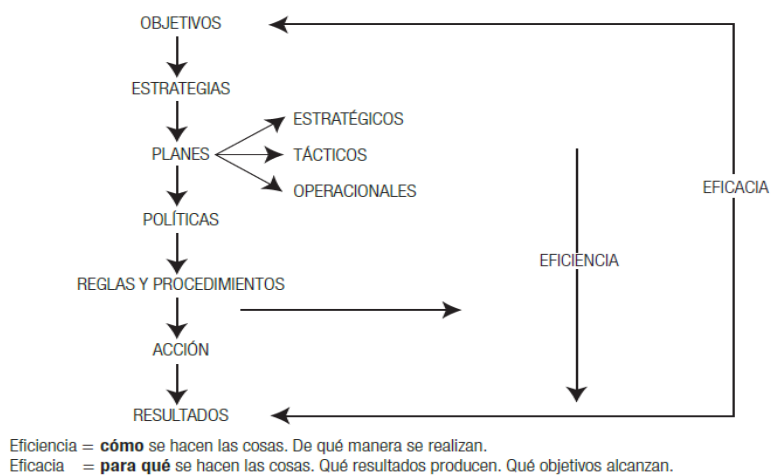 OBJETIVOS
ESTRATEGIAS
ESTRATÉGICOS
PLANES
TÁCTICOS
OPERACIONALES
EFICACIA
POLÍTICAS
EFICIENCIA
REGLAS Y PROCEDIMIENTOS
ACCIÓN
RESULTADOS
Eficiencia = cómo se hacen las cosas. De qué manera se realizan.
Eficacia = para qué se hacen las cosas. Qué resultados producen. Qué objetivos alcanzan.